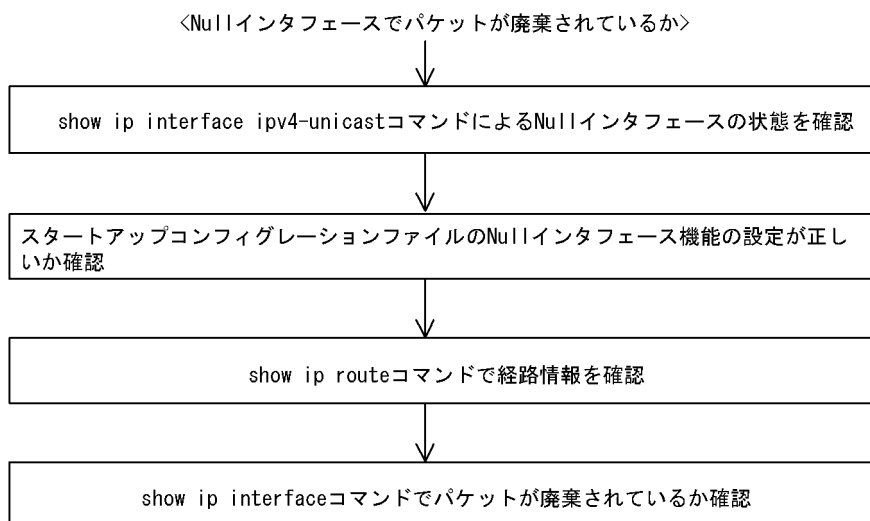 <Nullインタフェースでパケットが廃棄されているか>
show ip interface ipv4-unicastコマンドによるNullインタフェースの状態を確認
スタートアップコンフィグレーションファイルのNullインタフェース機能の設定が正し
いか確認
show ip routeコマンドで経路情報を確認
show ip interfaceコマンドでパケットが廃棄されているか確認